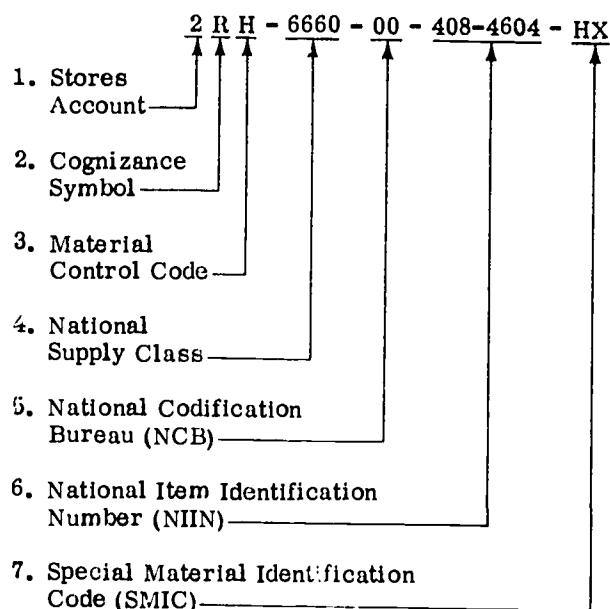 2 R H - 6660 - 00 - 408-4604 - HX
1. Stores
Account
2. Cognizance
Symbol
3. Material
Control Code
4. National
Supply Class
5. National Codification
Bureau (NCB)
6. National Item Identification
Number (NIIN)
7. Special Material Identification
Code (SMIC)